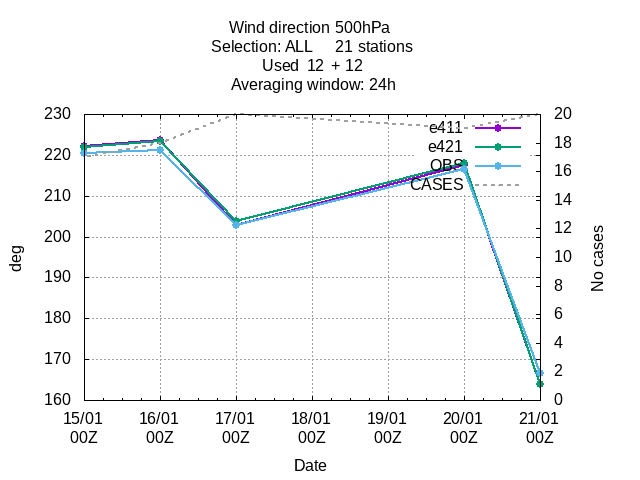 Wind direction 500hPa
Selection: ALL     21 stations
Used  12  + 12
Averaging window: 24h
230
220
210
200
190
180
170
160
deg
20
18
16
14
12
10
8
6
4
2
0
No cases
e411
e421
OBS
CASES
15/01 16/01 17/01 18/01 19/01 20/01 21/01
00Z 00Z 00Z 00Z 00Z 00Z 00Z
Date